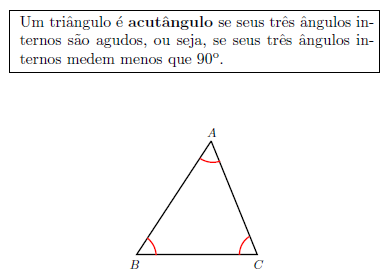 Um triângulo é acutângulo se seus três ângulos in-
ternos são agudos, ou seja, se seus três ângulos in-
ternos medem menos que 90º.
A
B
C